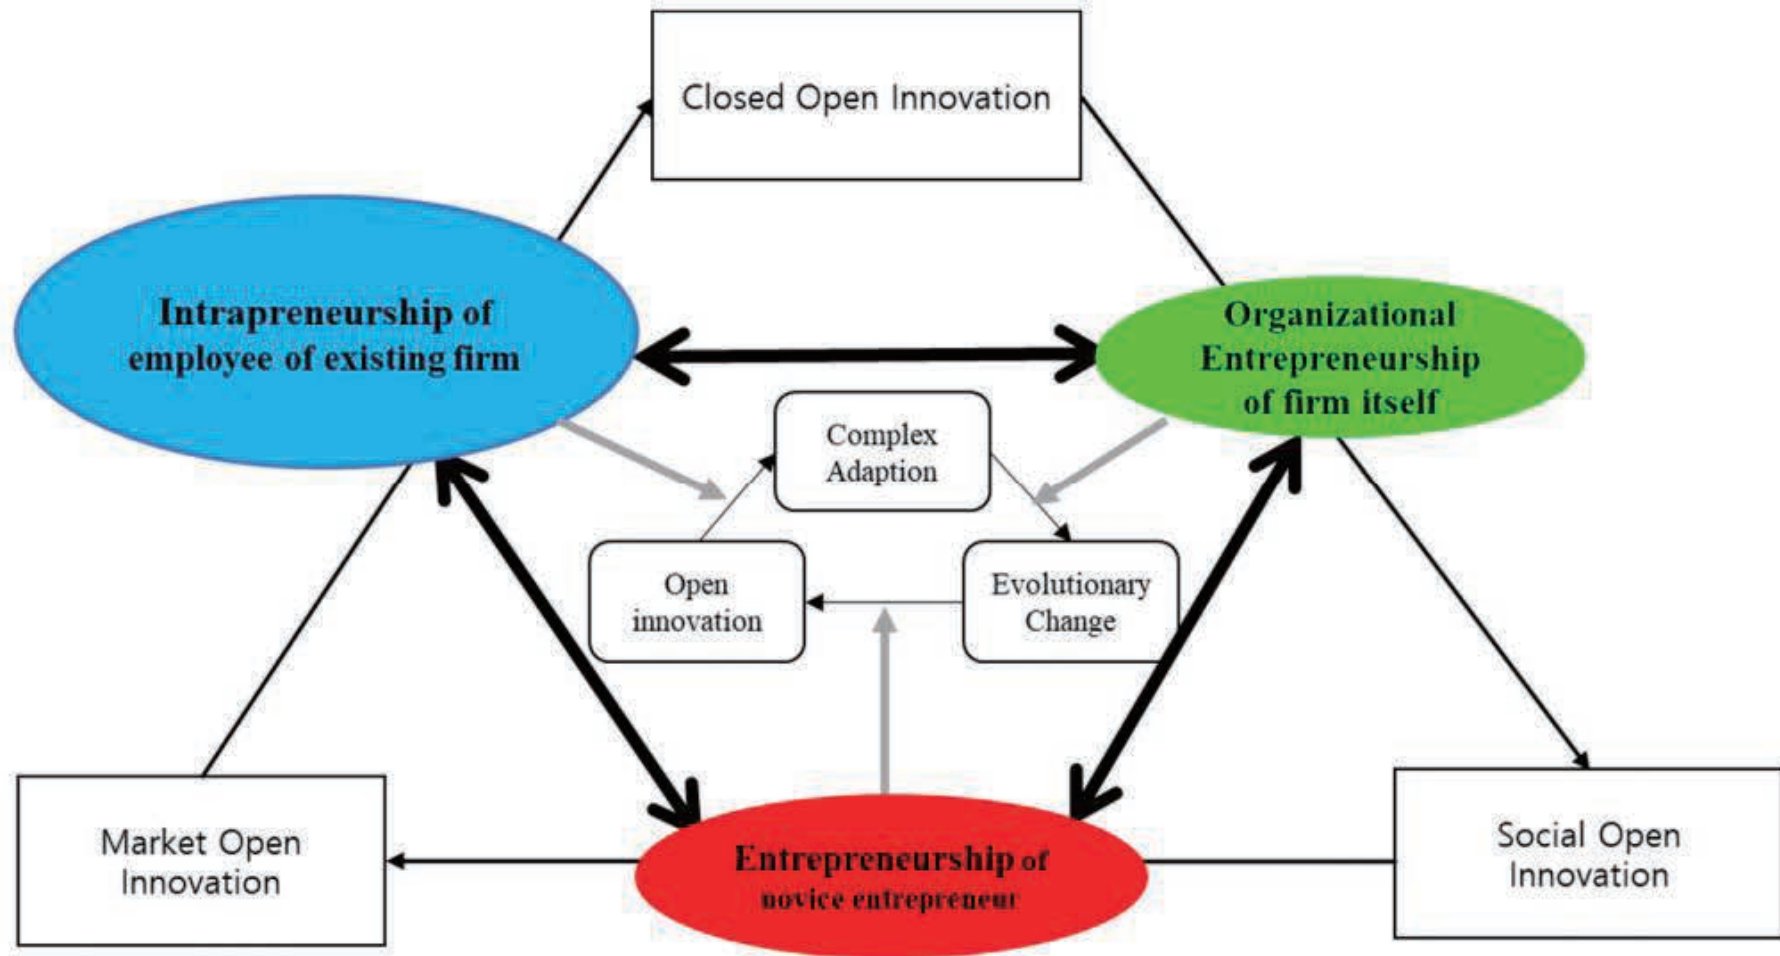 Closed Open Innovation
Intrapreneurship of
employee of existing firm
Organizational
Entrepreneurship
of firm itself
Complex
Adaption
Open
innovation
Evolutionary
Change
Market Open
Innovation
Entrepreneurship of
novice entrepreneur
Social Open
Innovation